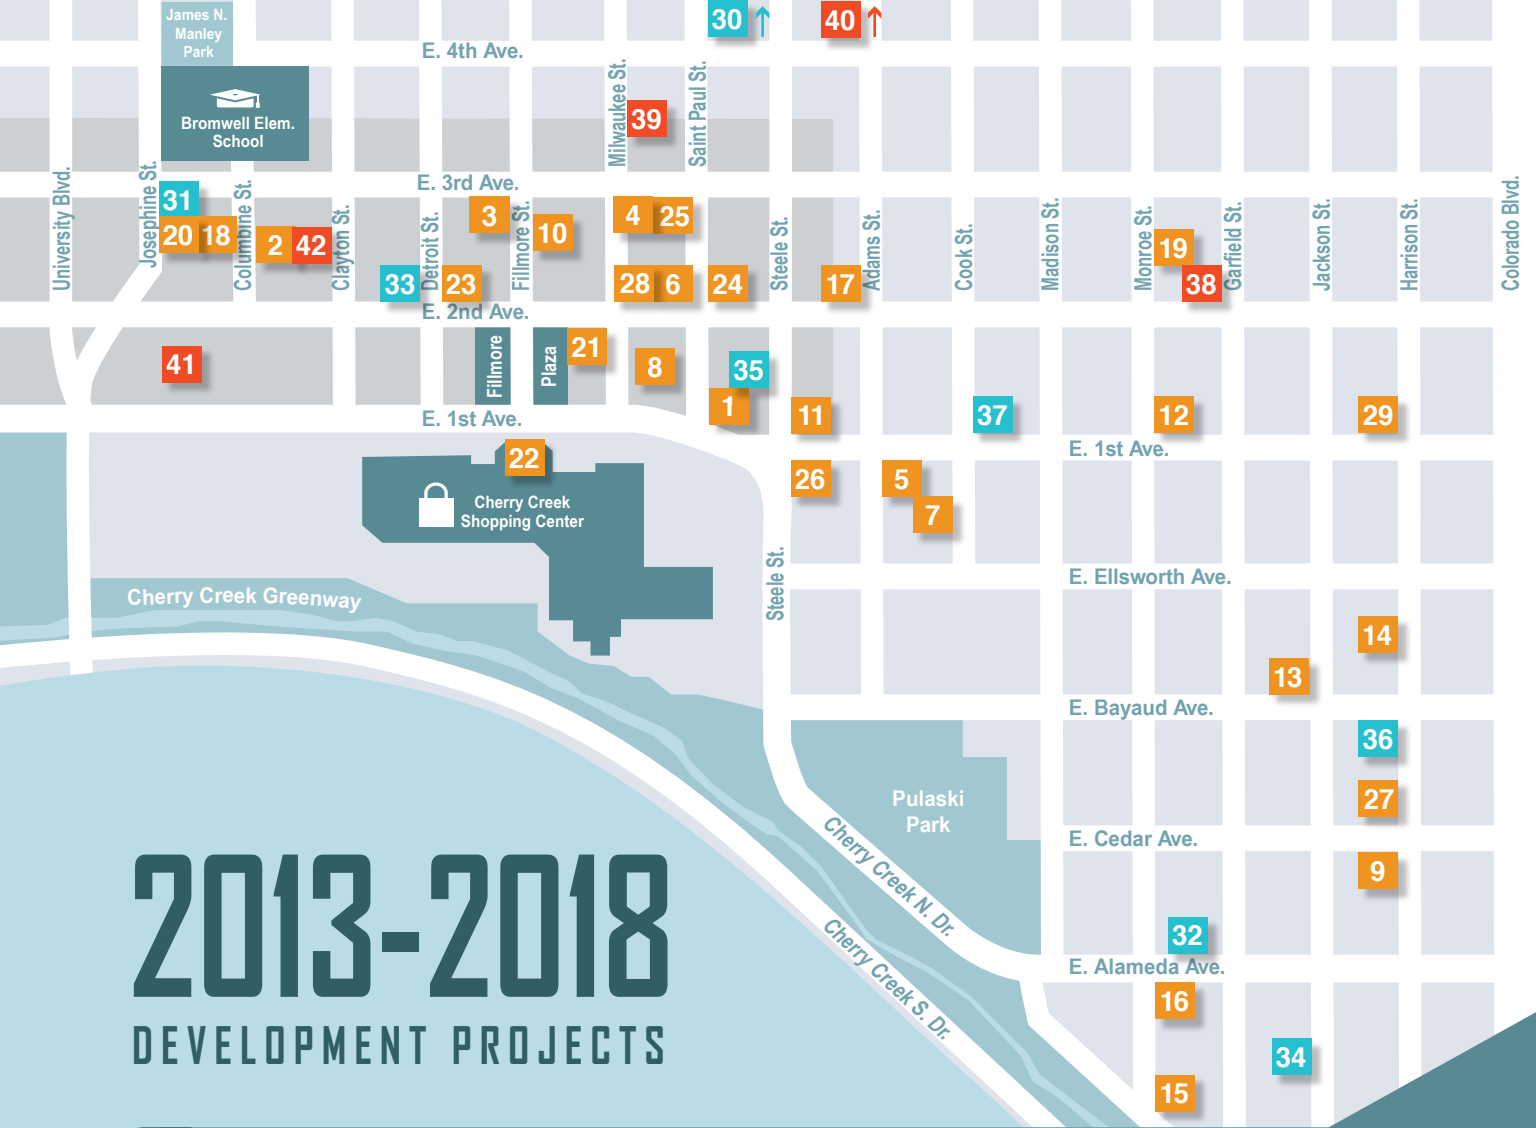 James N.
Manley
Park
30
40
E. 4th Ave.
Bromwell Elem.
School
Milwaukee St.
39
Saint Paul St.
E. 3rd Ave.
University Blvd.
Josephine St.
31
20
18
Columbine St.
2
42
Clayton St.
33
Detroit St.
3
23
Fillmore St.
10
4
25
28
6
24
Steele St.
17
Adams St.
Cook St.
Madison St.
Monroe St.
19
38
Garfield St.
Jackson St.
Harrison St.
Colorado Blvd.
E. 2nd Ave.
41
Fillmore
Plaza
21
8
35
1
11
37
12
29
E. 1st Ave.
E. 1st Ave.
22
Cherry Creek
Shopping Center
26
5
7
Steele St.
E. Ellsworth Ave.
Cherry Creek Greenway
14
13
E. Bayaud Ave.
36
27
Pulaski
Park
E. Cedar Ave.
9
Cherry Creek N. Dr.
Cherry Creek S. Dr.
32
E. Alameda Ave.
16
34
15
2013-2018
DEVELOPMENT PROJECTS